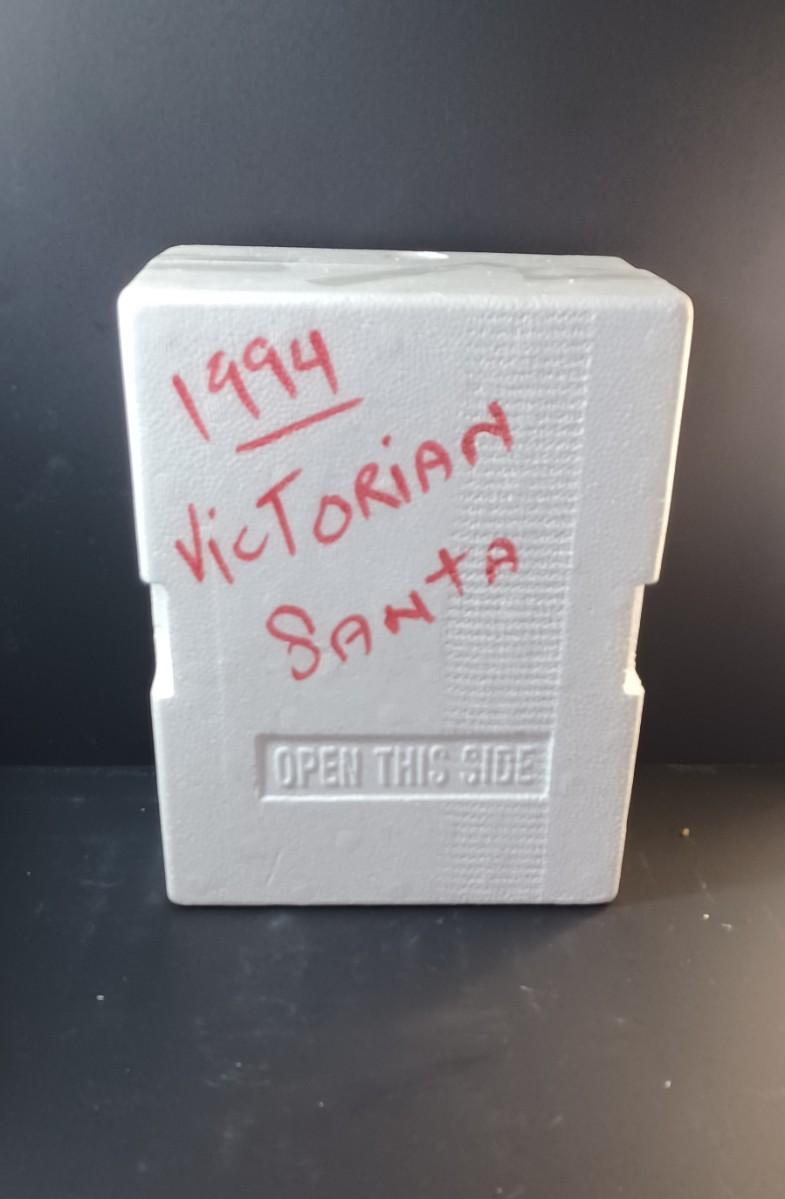 1994
VicTORiAN
SANtA
OPEN THIS SIDE